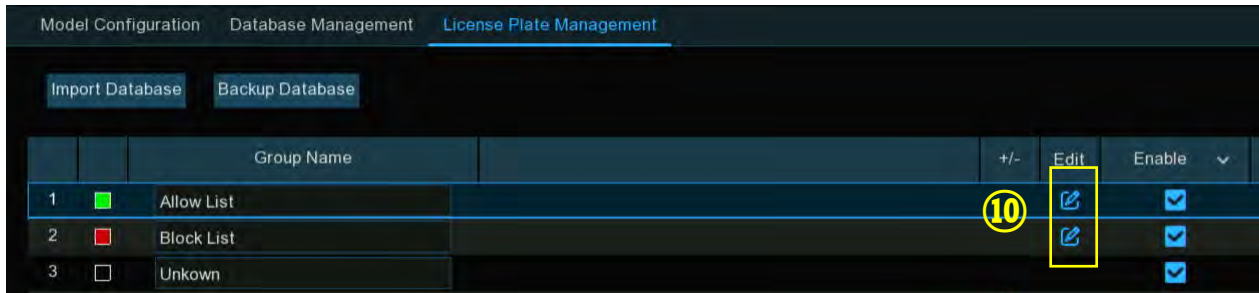 Model Configuration Database Management License Plate Management
Import Database Backup Database
Group Name +/- Edit Enable
1 Allow List
⑩
2 Block List
3 Unkown